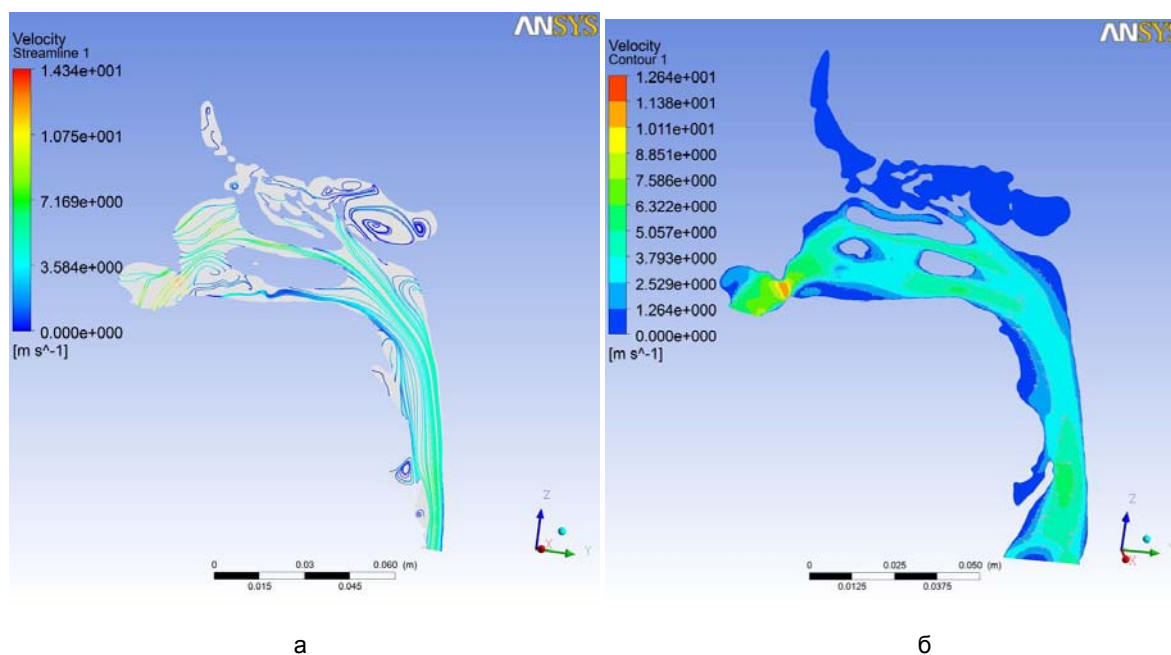 ANSYS
Velocity
Streamline 1
1.434e+001
1.075e+001
7.169e+000
3.584e+000
0.000e+000
[m s^-1]
Z
X
Y
0 0.03 0.060 (m)
0.015 0.045
а
ANSYS
Velocity
Contour 1
1.264e+001
1.138e+001
1.011e+001
8.851e+000
7.586e+000
6.322e+000
5.057e+000
3.793e+000
2.529e+000
1.264e+000
0.000e+000
[m s^-1]
Z
X
Y
0 0.025 0.050 (m)
0.0125 0.0375
б